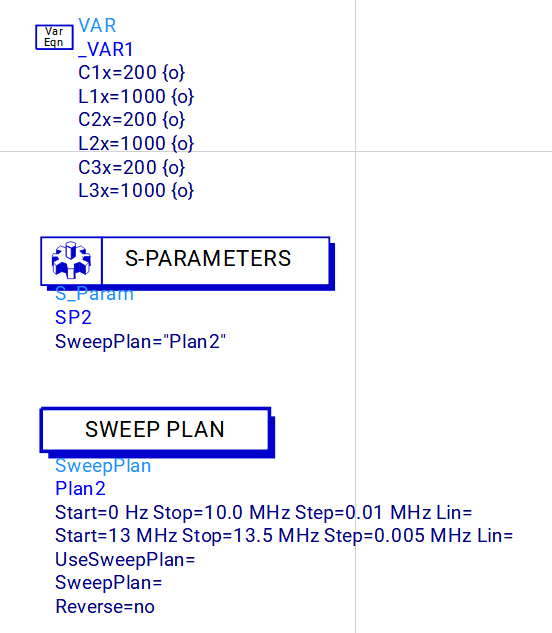 Var
Eqn
VAR
_VAR1
C1x=200 {o}
L1x=1000 {o}
C2x=200 {o}
L2x=1000 {o}
C3x=200 {o}
L3x=1000 {o}
S-PARAMETERS
S_Param
SP2
SweepPlan="Plan2"
SWEEP PLAN
SweepPlan
Plan2
Start=0 Hz Stop=10.0 MHz Step=0.01 MHz Lin=
Start=13 MHz Stop=13.5 MHz Step=0.005 MHz Lin=
UseSweepPlan=
SweepPlan=
Reverse=no